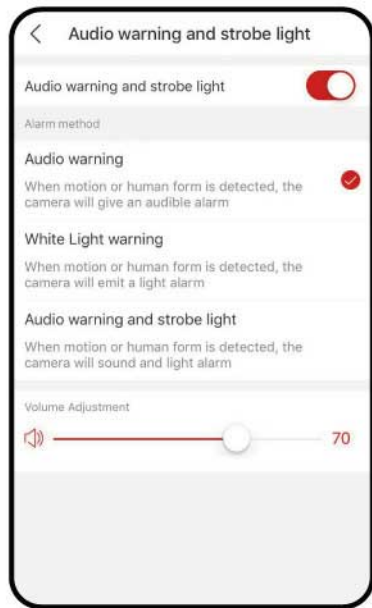 Audio warning and strobe light
Audio warning and strobe light
Alarm method
Audio warning
When motion or human form is detected, the
camera will give an audible alarm
White Light warning
When motion or human form is detected, the
camera will emit a light alarm
Audio warning and strobe light
When motion or human form is detected, the
camera will sound and light alarm
Volume Adjustment
70